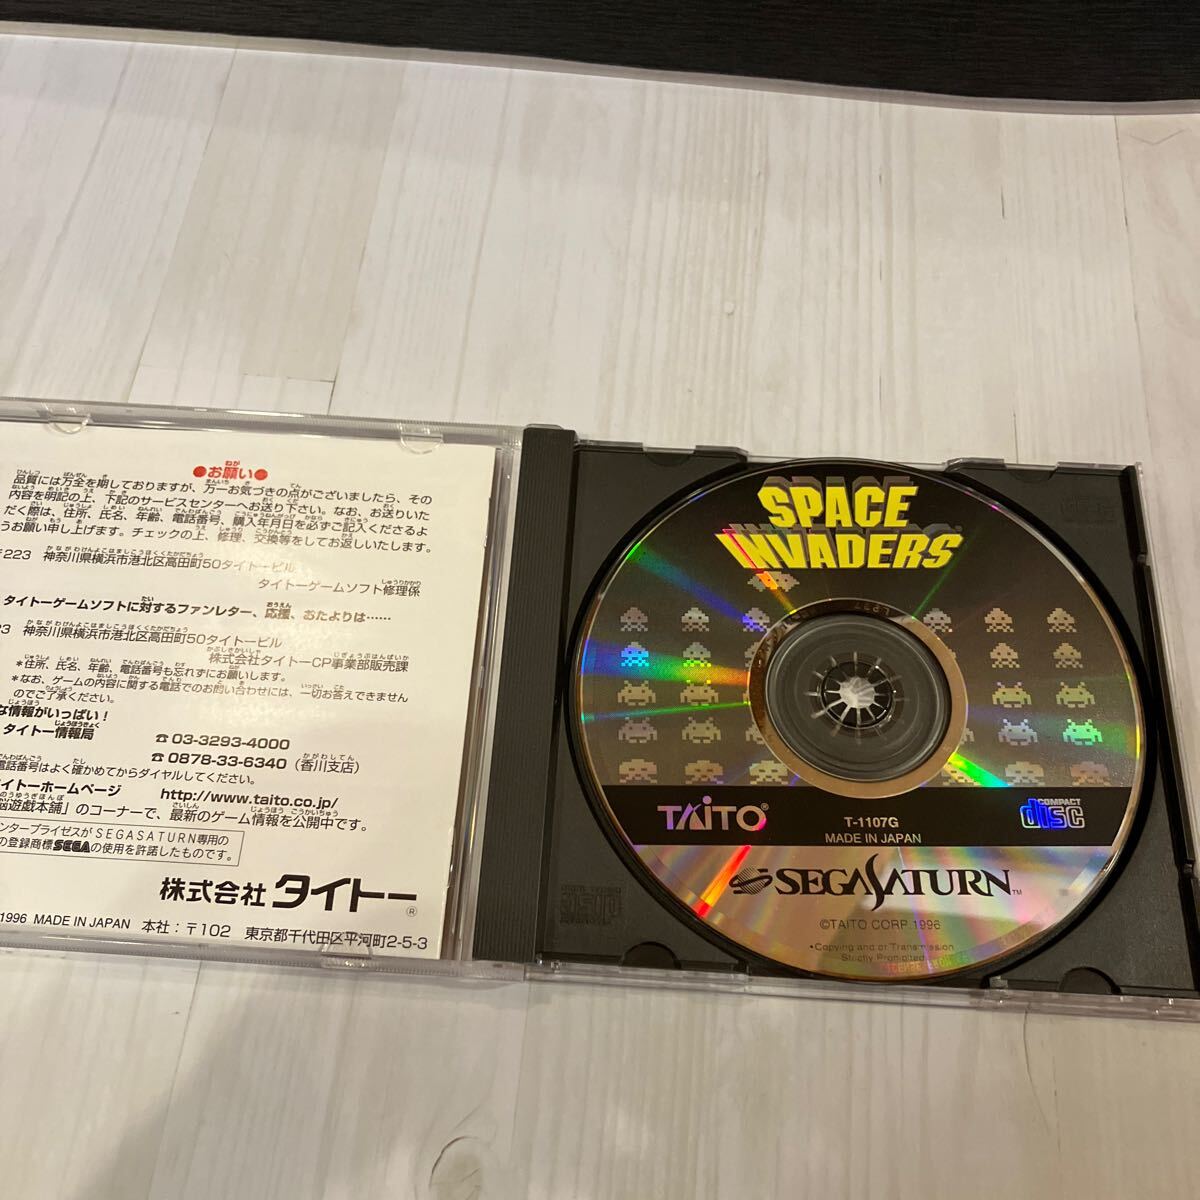 ●お願い●
品質には万全を期しておりますが、万一お気づきの点がございましたら、その
内容を明記の上、下記のサービスセンターへお送り下さい。なお、お送りいた
だく際は、住所、氏名、年齢、電話番号、購入年月日を必ずご記入くださるよ
うお願い申し上げます。チェックの上、修理、交換等をしてお返しいたします。
〒223 神奈川県横浜市港北区高田町50タイトービル
タイトーゲームソフト修理係
タイトーゲームソフトに対するファンレター、応援、おたよりは……
23 神奈川県横浜市港北区高田町50タイトービル
株式会社タイトーCP事業部販売課
*住所、氏名、年齢、電話番号も忘れずにお願いします。
*なお、ゲームの内容に関する電話でのお問い合わせには、一切お答えできません
のでご了承ください。
な情報がいっぱい！
タイトー情報局 ☎03-3293-4000
☎0878-33-6340 (香川支店)
電話番号はよく確かめてからダイヤルしてください。
イトーホームページ http://www.taito.co.jp/
脳遊戯本舗」のコーナーで、最新のゲーム情報を公開中です。
ンタープライゼスがSEGASATURN専用の
の登録商標SEGAの使用を許諾したものです。
株式会社 タイトー®
1996 MADE IN JAPAN 本社：〒102 東京都千代田区平河町2-5-3
SPACE
INVADERS
TAITO®
T-1107G
MADE IN JAPAN
COMPACT
disc
SEGASATURN™
©TAITO CORP. 1996
•Copying and or Transmission
Strictly Prohibited